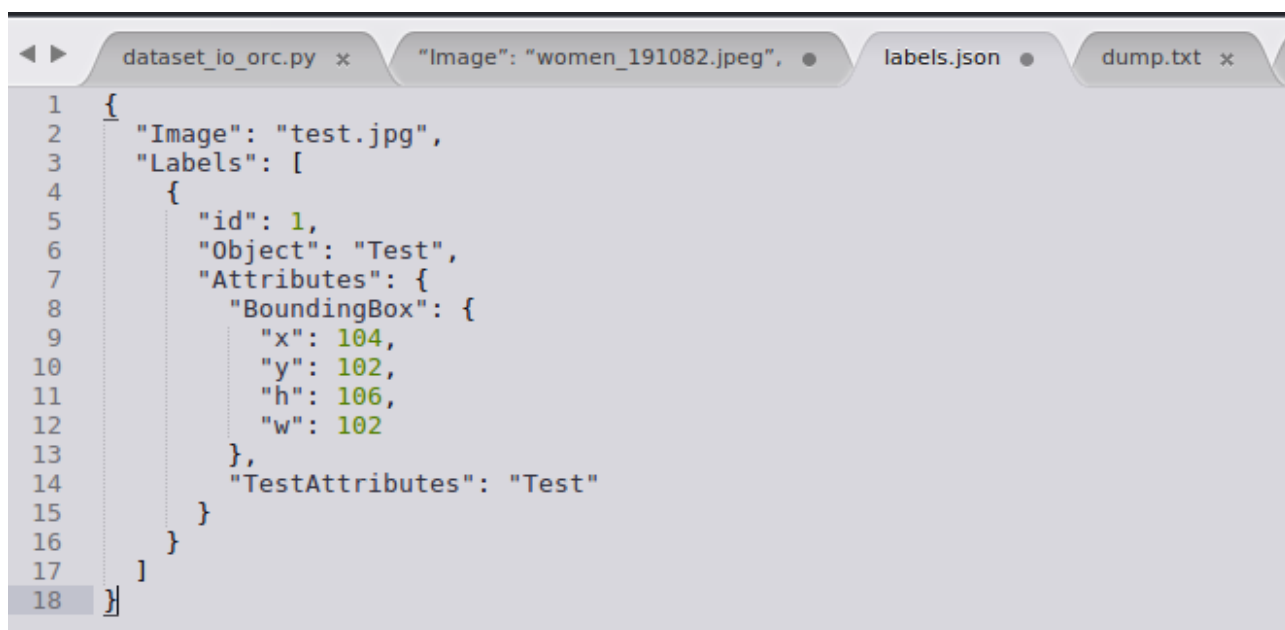 dataset_io_orc.py × “Image”: “women_191082.jpeg”, ● labels.json ● dump.txt ×
1 {
2   "Image": "test.jpg",
3   "Labels": [
4     {
5       "id": 1,
6       "Object": "Test",
7       "Attributes": {
8         "BoundingBox": {
9           "x": 104,
10           "y": 102,
11           "h": 106,
12           "w": 102
13         },
14         "TestAttributes": "Test"
15       }
16     }
17   ]
18 }